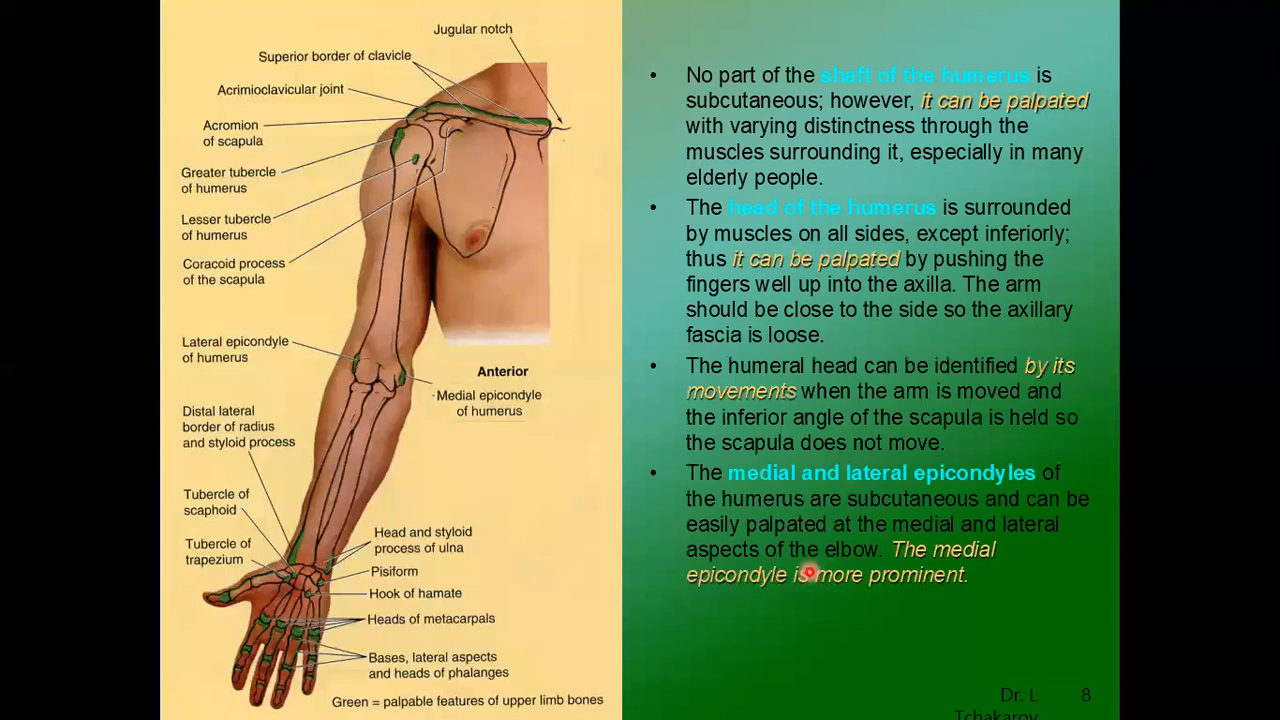 Jugular notch
Superior border of clavicle
Acrimioclavicular joint
Acromion
of scapula
Greater tubercle
of humerus
Lesser tubercle
of humerus
Coracoid process
of the scapula
Lateral epicondyle
of humerus
Anterior
Medial epicondyle
of humerus
Distal lateral
border of radius
and styloid process
Tubercle of
scaphoid
Tubercle of
trapezium
Head and styloid
process of ulna
Pisiform
Hook of hamate
Heads of metacarpals
Bases, lateral aspects
and heads of phalanges
Green = palpable features of upper limb bones
• No part of the shaft of the humerus is
subcutaneous; however, it can be palpated
with varying distinctness through the
muscles surrounding it, especially in many
elderly people.
• The head of the humerus is surrounded
by muscles on all sides, except inferiorly;
thus it can be palpated by pushing the
fingers well up into the axilla. The arm
should be close to the side so the axillary
fascia is loose.
• The humeral head can be identified by its
movements when the arm is moved and
the inferior angle of the scapula is held so
the scapula does not move.
• The medial and lateral epicondyles of
the humerus are subcutaneous and can be
easily palpated at the medial and lateral
aspects of the elbow. The medial
epicondyle is more prominent.
Dr. L 8
Tchakarov